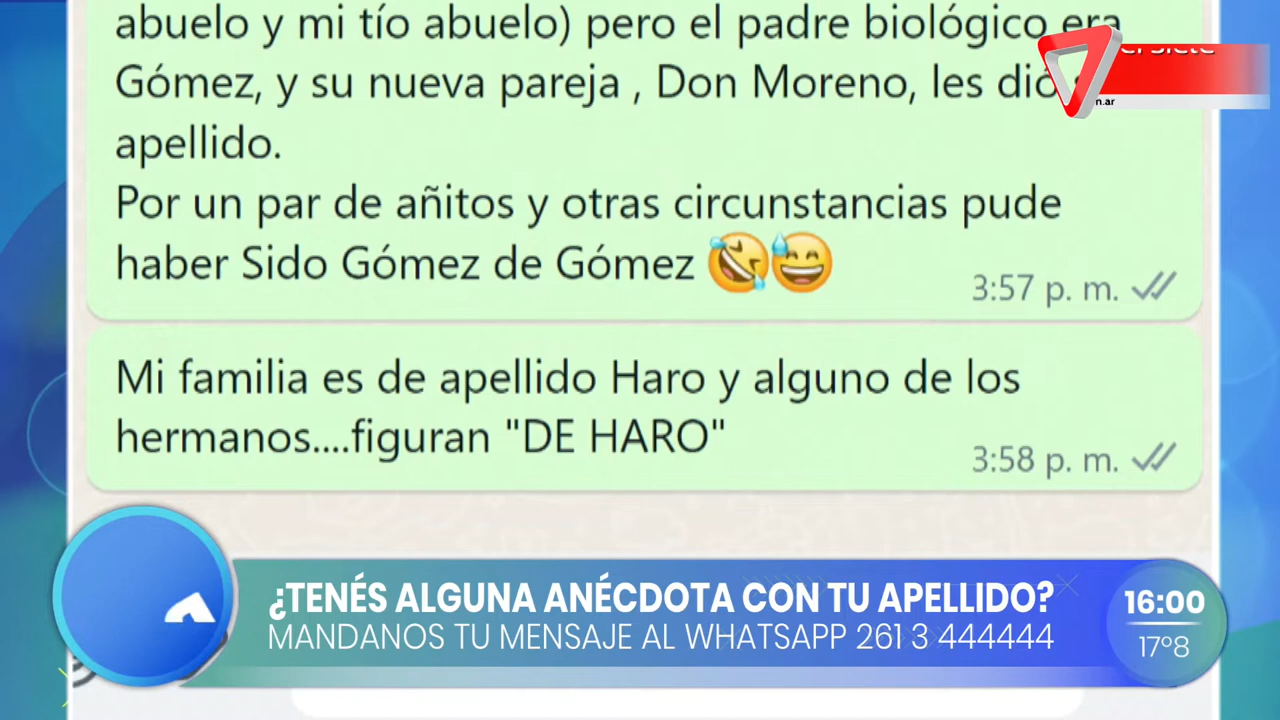 abuelo y mi tío abuelo) pero el padre biológico era
Gómez, y su nueva pareja , Don Moreno, les dió
apellido.
Por un par de añitos y otras circunstancias pude
haber Sido Gómez de Gómez 🤣😅
3:57 p. m.
Mi familia es de apellido Haro y alguno de los
hermanos....figuran "DE HARO"
3:58 p. m.
¿TENÉS ALGUNA ANÉCDOTA CON TU APELLIDO?
MANDANOS TU MENSAJE AL WHATSAPP 261 3 444444
16:00
17°8